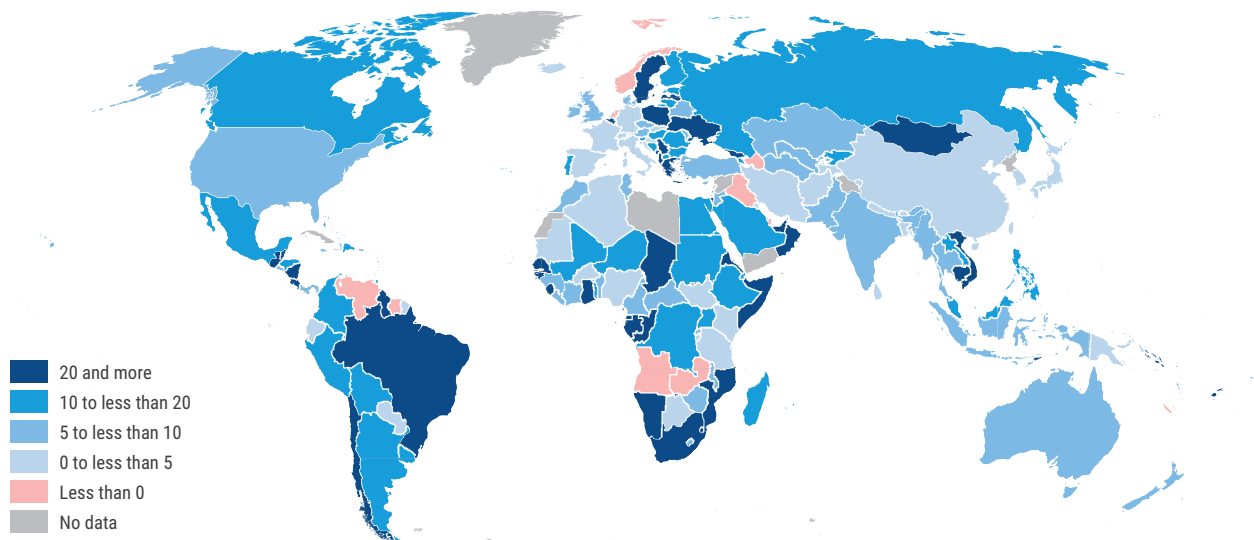 20 and more
10 to less than 20
5 to less than 10
0 to less than 5
Less than 0
No data